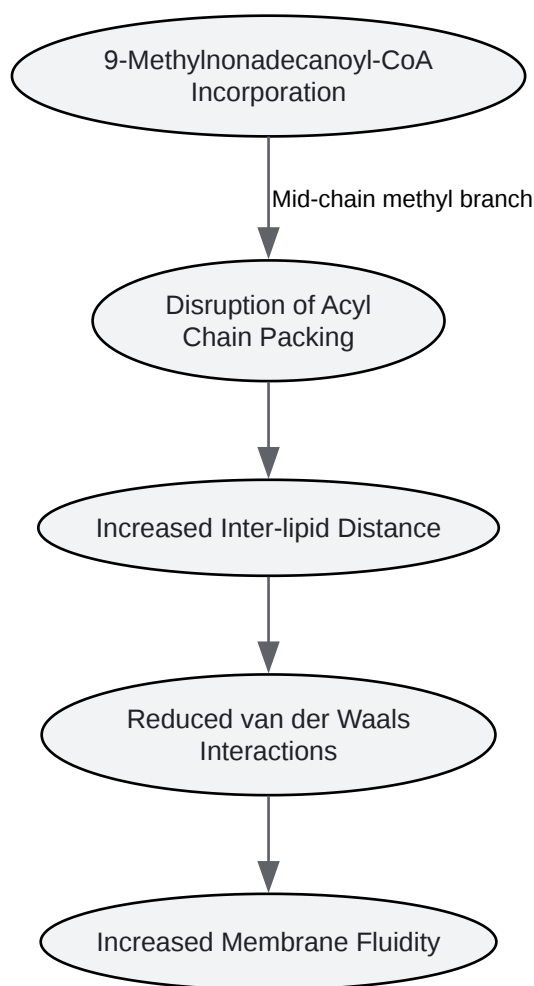 9-Methylnonadecanoyl-CoA
Incorporation
Mid-chain methyl branch
Disruption of Acyl
Chain Packing
Increased Inter-lipid Distance
Reduced van der Waals
Interactions
Increased Membrane Fluidity